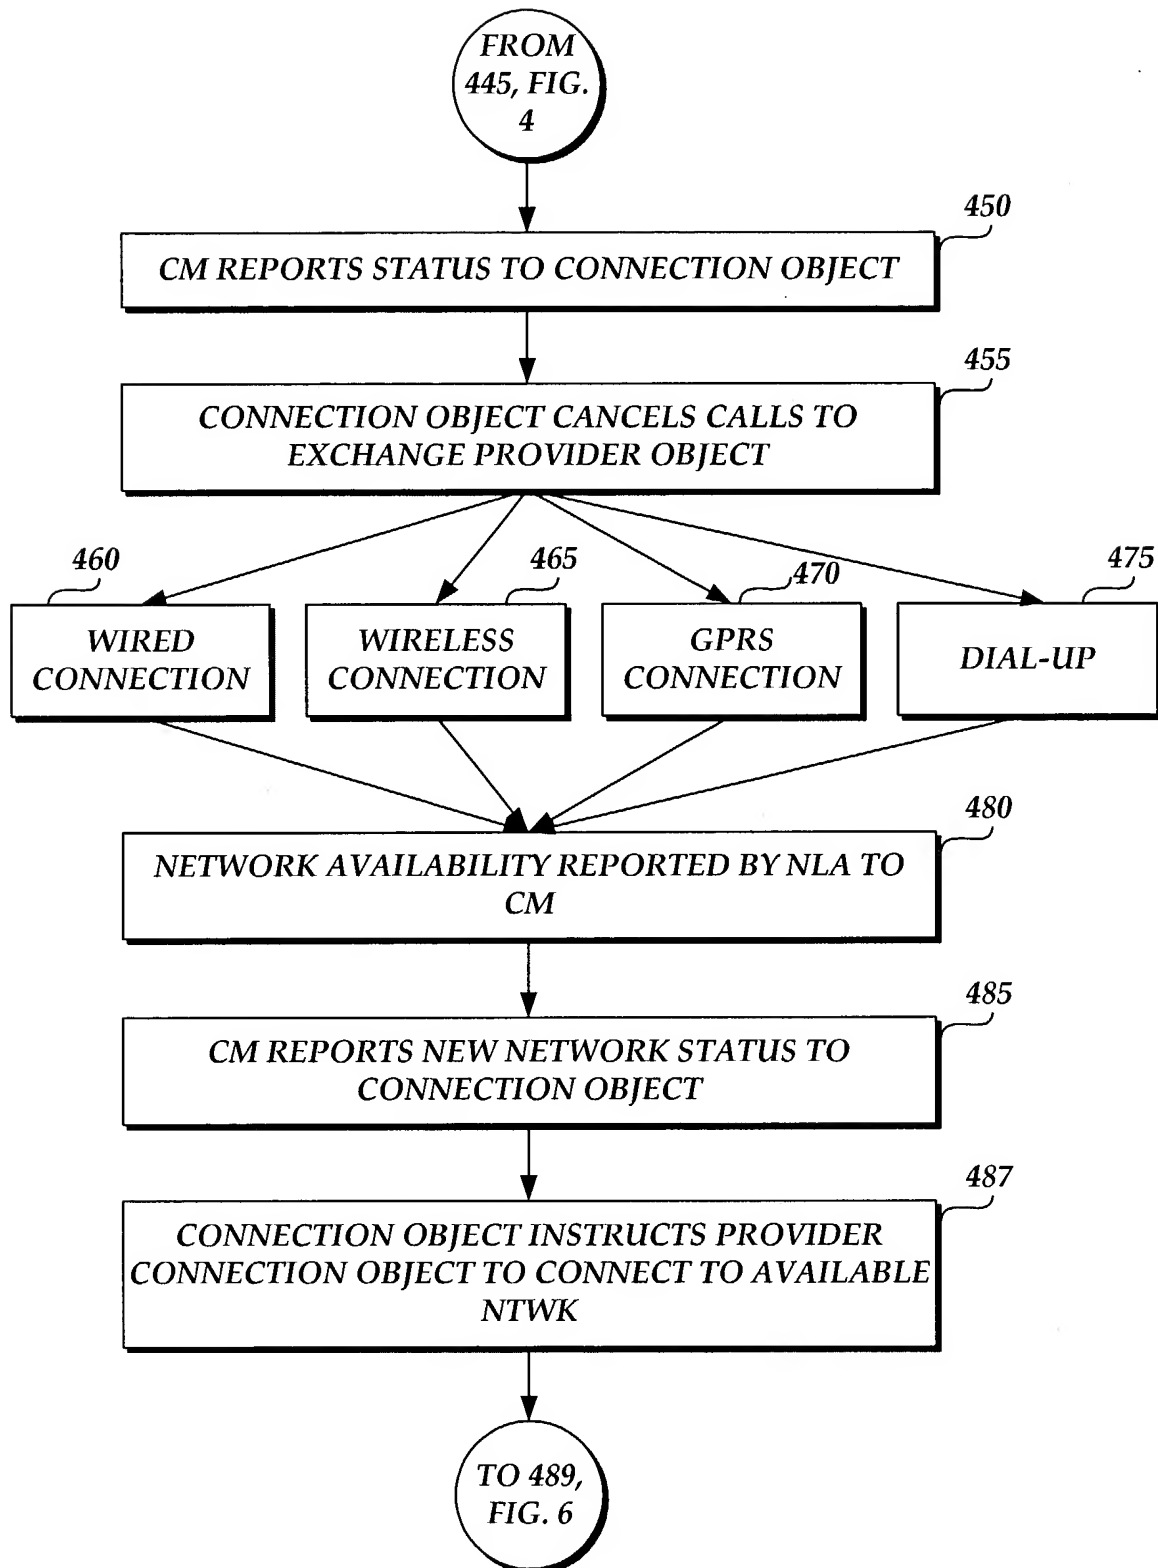 FROM
445, FIG.
4
450
CM REPORTS STATUS TO CONNECTION OBJECT
455
CONNECTION OBJECT CANCELS CALLS TO
EXCHANGE PROVIDER OBJECT
460
465
470
475
WIRED
CONNECTION
WIRELESS
CONNECTION
GPRS
CONNECTION
DIAL-UP
480
NETWORK AVAILABILITY REPORTED BY NLA TO
CM
485
CM REPORTS NEW NETWORK STATUS TO
CONNECTION OBJECT
487
CONNECTION OBJECT INSTRUCTS PROVIDER
CONNECTION OBJECT TO CONNECT TO AVAILABLE
NTWK
TO 489,
FIG. 6